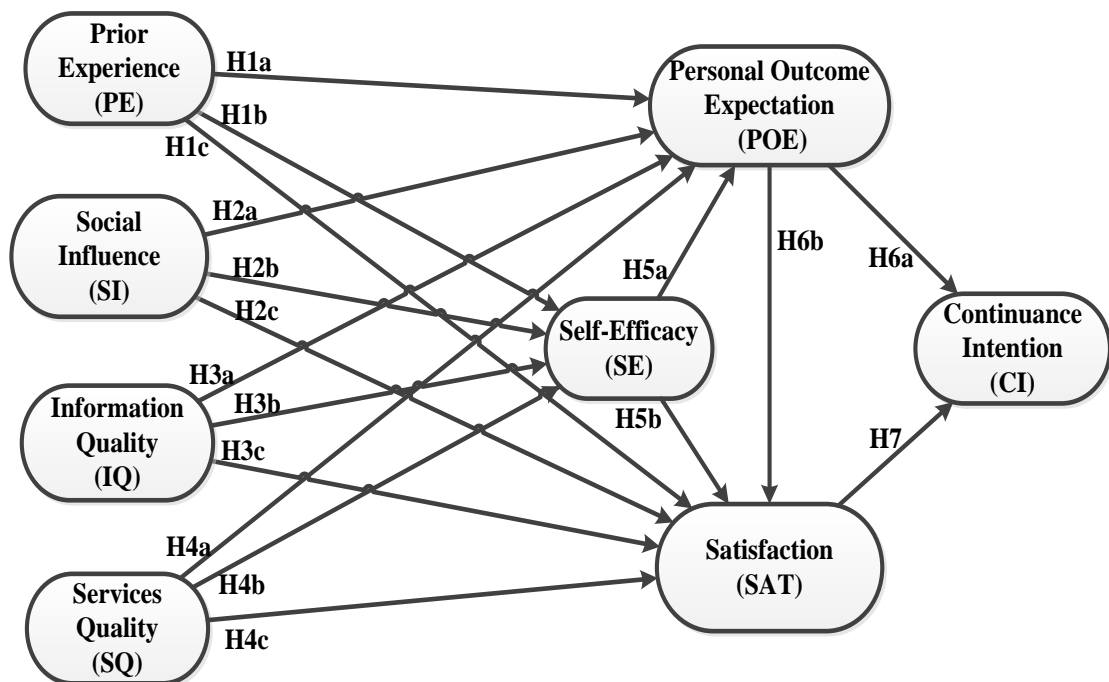 Prior
Experience
(PE)
H1a
H1b
H1c
Personal Outcome
Expectation
(POE)
Social
Influence
(SI)
H2a
H2b
H2c
H6b
H6a
H5a
Self-Efficacy
(SE)
H5b
Continuance
Intention
(CI)
H3a
H3b
H3c
Information
Quality
(IQ)
H7
H4a
H4b
H4c
Services
Quality
(SQ)
Satisfaction
(SAT)